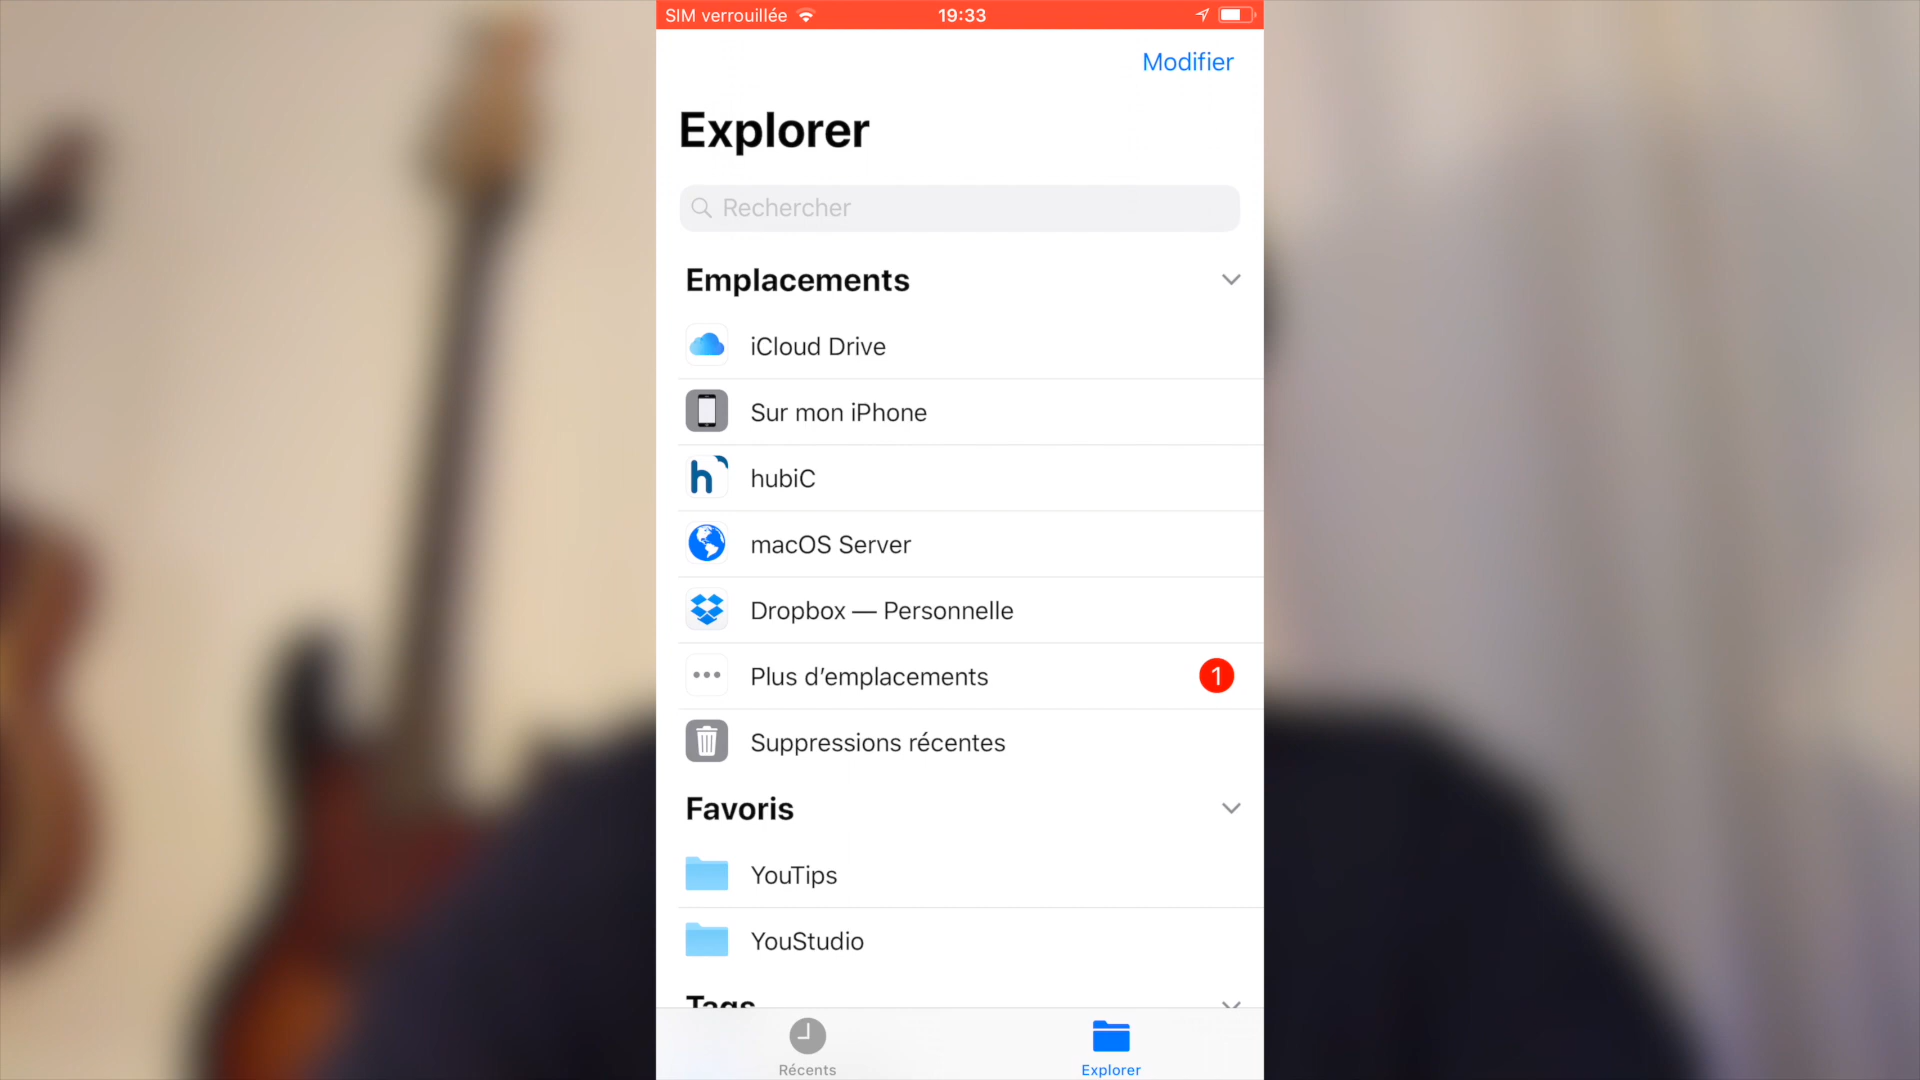 SIM verrouillée 19:33
Modifier
Explorer
Rechercher
Emplacements
iCloud Drive
Sur mon iPhone
hubiC
macOS Server
Dropbox — Personnelle
Plus d’emplacements 1
Suppressions récentes
Favoris
YouTips
YouStudio
Tags
Récents Explorer